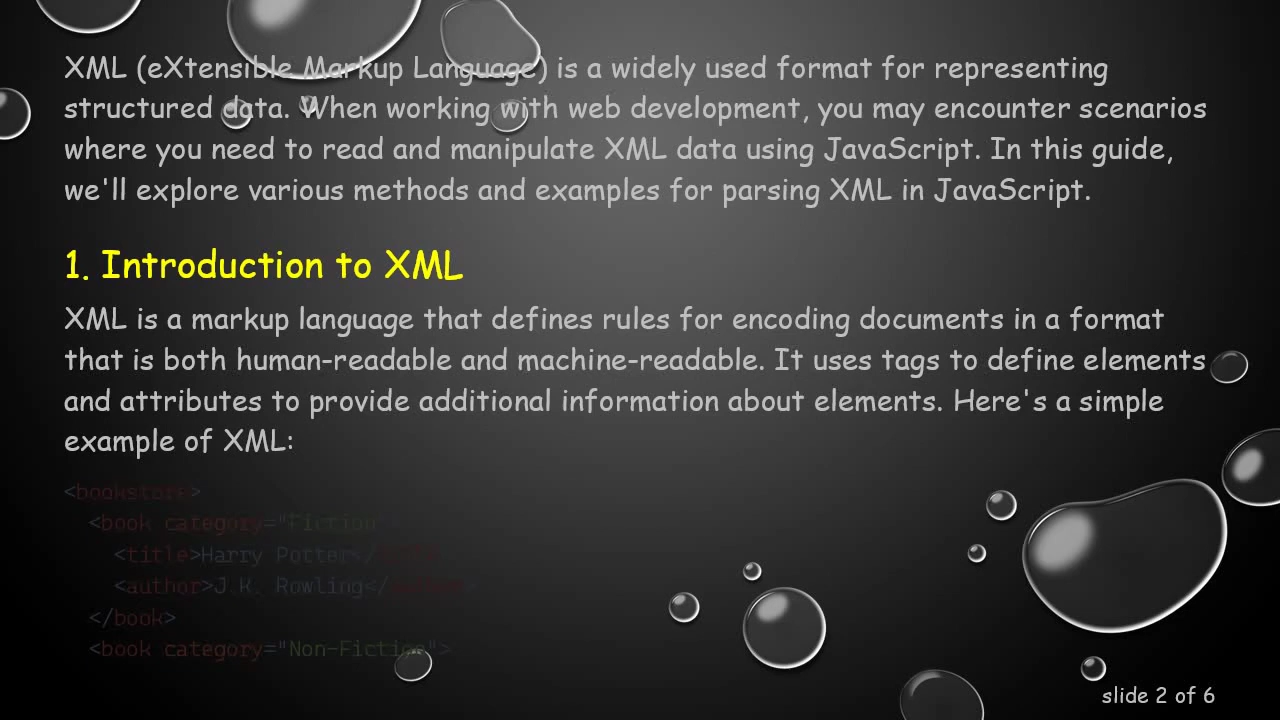 XML (eXtensible Markup Language) is a widely used format for representing
structured data. When working with web development, you may encounter scenarios
where you need to read and manipulate XML data using JavaScript. In this guide,
we'll explore various methods and examples for parsing XML in JavaScript.
1. Introduction to XML
XML is a markup language that defines rules for encoding documents in a format
that is both human-readable and machine-readable. It uses tags to define elements
and attributes to provide additional information about elements. Here's a simple
example of XML:
<bookstore>
<book category="Fiction">
<title>Harry Potter</title>
<author>J.K. Rowling</author>
</book>
<book category="Non-Fiction">
slide 2 of 6